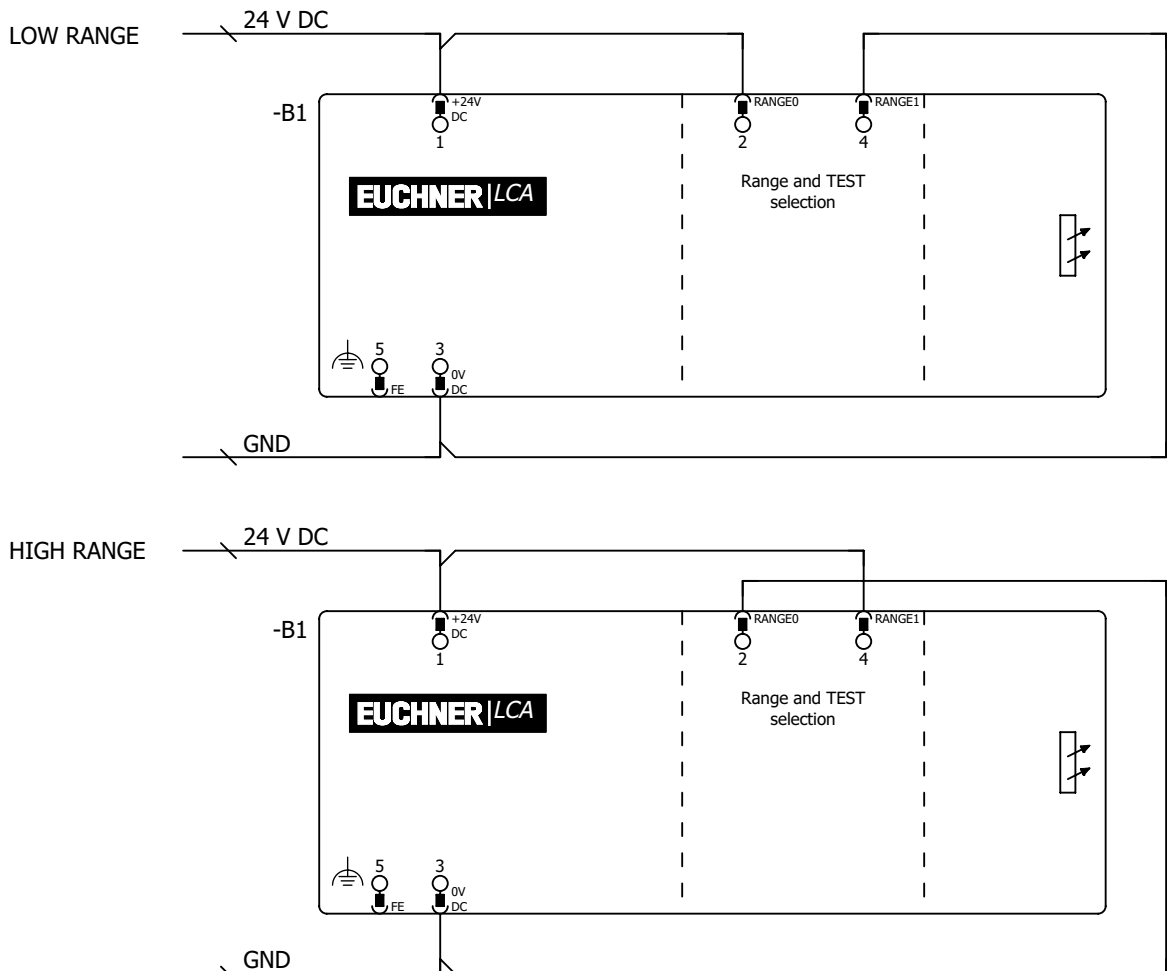 24 V DC
LOW RANGE
-B1
+24V
DC
1
RANGE0
2
RANGE1
4
EUCHNER|LCA
Range and TEST
selection
5
FE
3
0V
DC
GND
24 V DC
HIGH RANGE
-B1
+24V
DC
1
RANGE0
2
RANGE1
4
EUCHNER|LCA
Range and TEST
selection
5
FE
3
0V
DC
GND